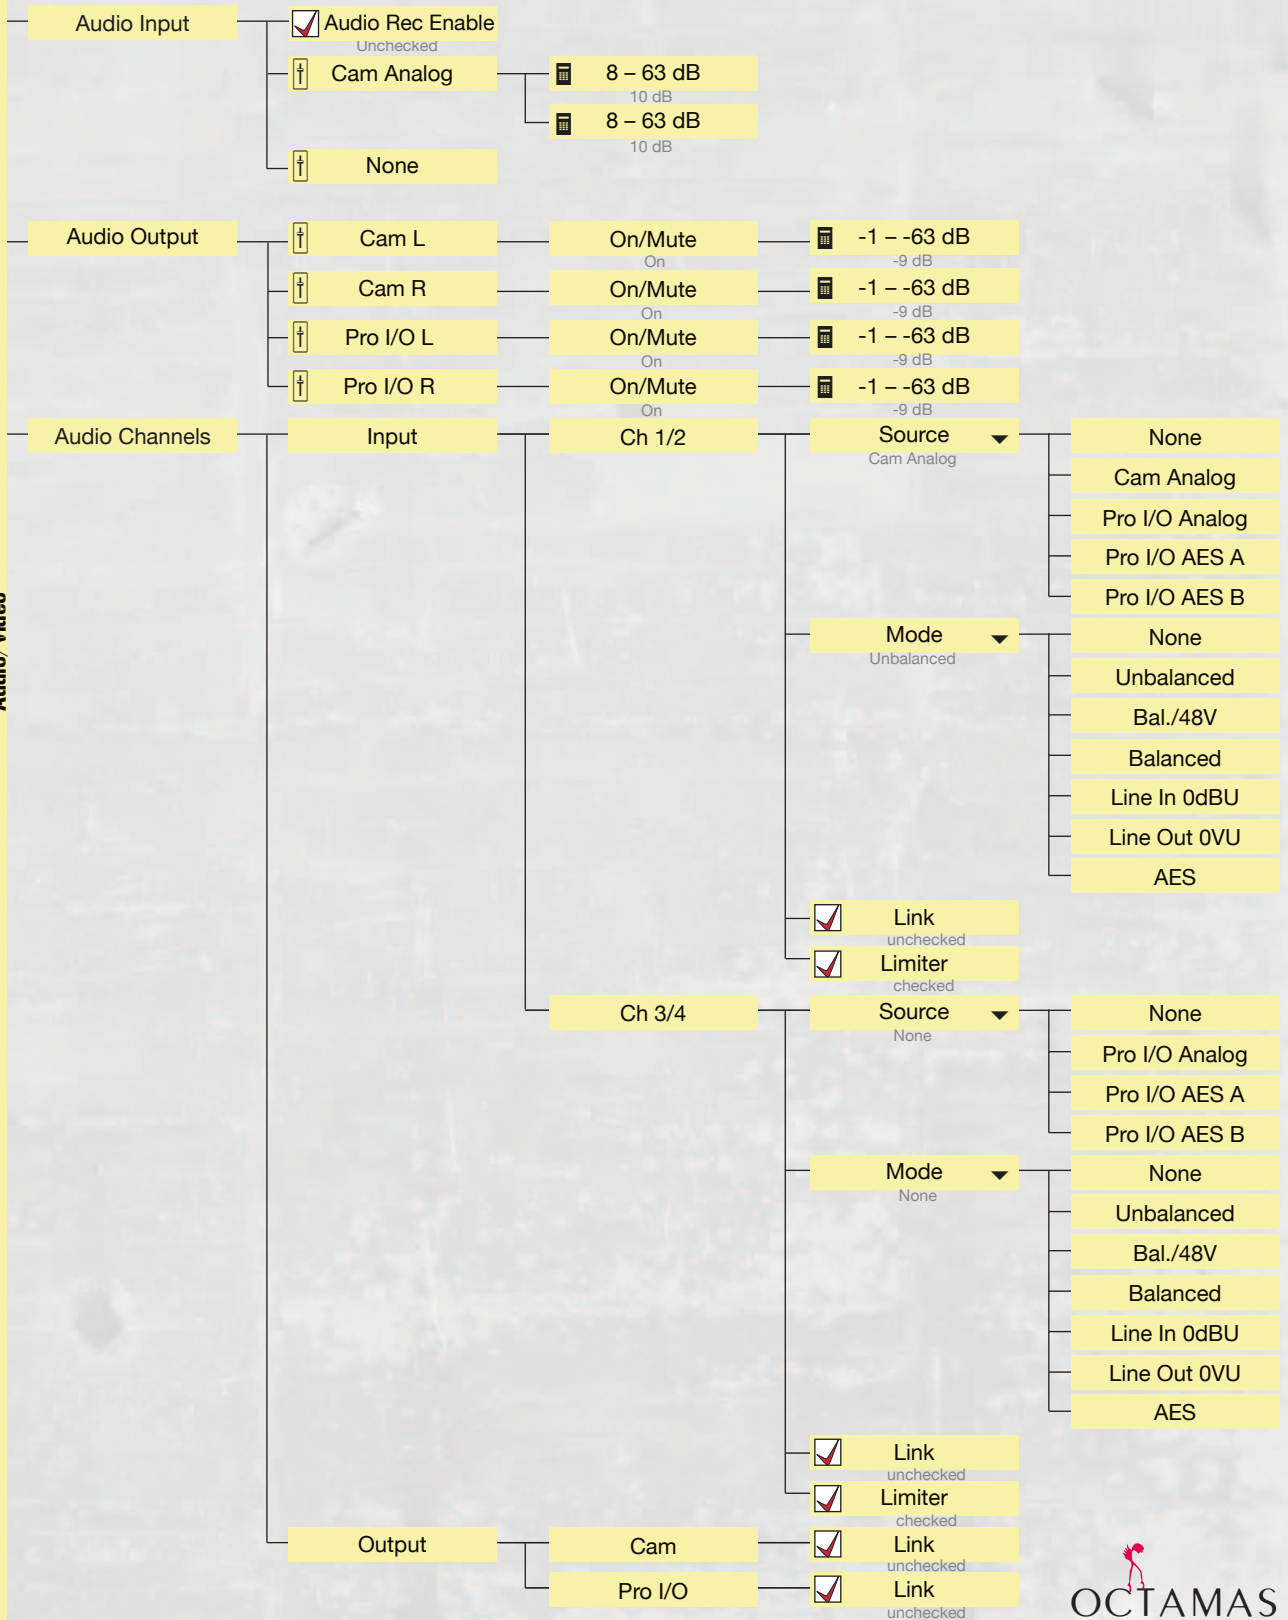 Audio Input
Audio Rec Enable
Unchecked
Cam Analog
8 – 63 dB
10 dB
8 – 63 dB
10 dB
None
Audio Output
Cam L
On/Mute
On
-1 – -63 dB
-9 dB
Cam R
On/Mute
On
-1 – -63 dB
-9 dB
Pro I/O L
On/Mute
On
-1 – -63 dB
-9 dB
Pro I/O R
On/Mute
On
-1 – -63 dB
-9 dB
Audio Channels
Input
Ch 1/2
Source
Cam Analog
None
Cam Analog
Pro I/O Analog
Pro I/O AES A
Pro I/O AES B
Audio/ Video
Mode
Unbalanced
None
Unbalanced
Bal./48V
Balanced
Line In 0dBU
Line Out 0VU
AES
Link
unchecked
Limiter
checked
Ch 3/4
Source
None
None
Pro I/O Analog
Pro I/O AES A
Pro I/O AES B
Mode
None
None
Unbalanced
Bal./48V
Balanced
Line In 0dBU
Line Out 0VU
AES
Link
unchecked
Limiter
checked
Output
Cam
Link
unchecked
Pro I/O
Link
unchecked
OCTAMAS